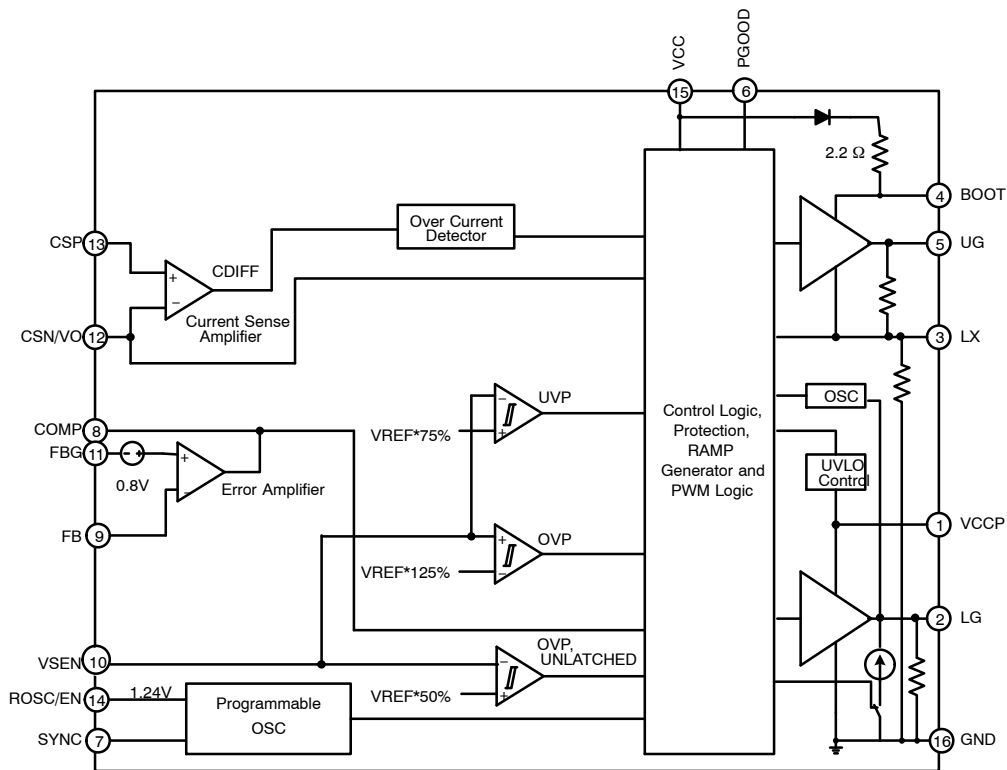 VCC
PGOOD
15
6
2.2 Ω
4
BOOT
Over Current
Detector
CSP
13
5
UG
CDIFF
+
−
Current Sense
Amplifier
CSN/VO
12
3
LX
UVP
−
+
OSC
VREF*75%
Control Logic,
Protection,
RAMP
Generator and
PWM Logic
COMP
8
FBG
11
− +
0.8V
+
−
Error Amplifier
UVLO
Control
1
VCCP
FB
9
OVP
+
−
VREF*125%
2
LG
OVP,
UNLATCHED
VSEN
10
−
+
VREF*50%
ROSC/EN
14
1.24V
Programmable
OSC
SYNC
7
16
GND